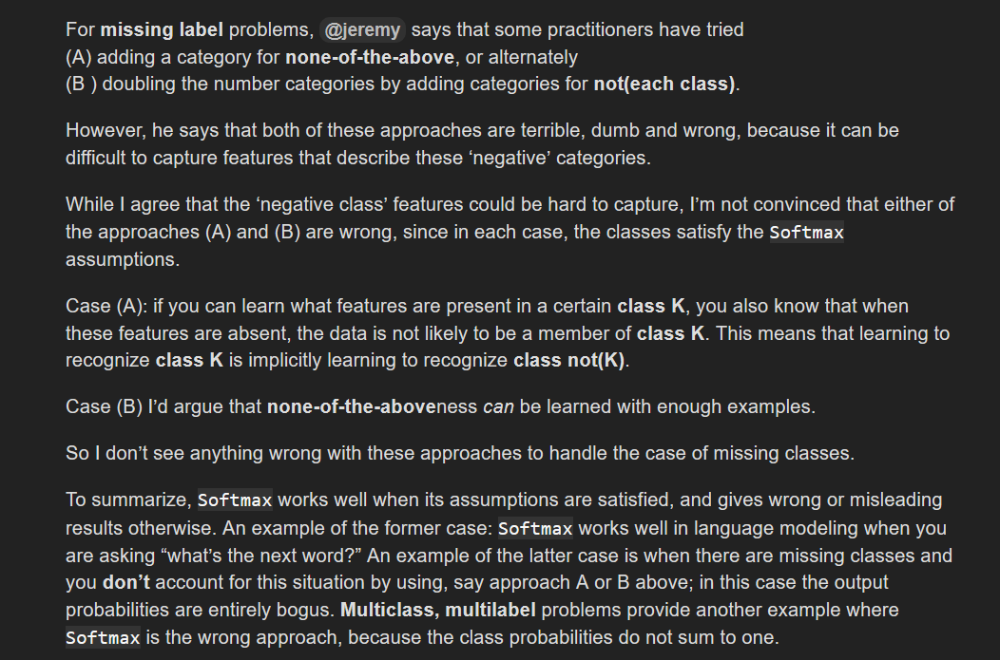 For missing label problems, @jeremy says that some practitioners have tried
(A) adding a category for none-of-the-above, or alternately
(B ) doubling the number categories by adding categories for not(each class).
However, he says that both of these approaches are terrible, dumb and wrong, because it can be
difficult to capture features that describe these ‘negative’ categories.
While I agree that the ‘negative class’ features could be hard to capture, I’m not convinced that either of
the approaches (A) and (B) are wrong, since in each case, the classes satisfy the Softmax
assumptions.
Case (A): if you can learn what features are present in a certain class K, you also know that when
these features are absent, the data is not likely to be a member of class K. This means that learning to
recognize class K is implicitly learning to recognize class not(K).
Case (B) I’d argue that none-of-the-aboveness can be learned with enough examples.
So I don’t see anything wrong with these approaches to handle the case of missing classes.
To summarize, Softmax works well when its assumptions are satisfied, and gives wrong or misleading
results otherwise. An example of the former case: Softmax works well in language modeling when you
are asking “what’s the next word?” An example of the latter case is when there are missing classes and
you don’t account for this situation by using, say approach A or B above; in this case the output
probabilities are entirely bogus. Multiclass, multilabel problems provide another example where
Softmax is the wrong approach, because the class probabilities do not sum to one.